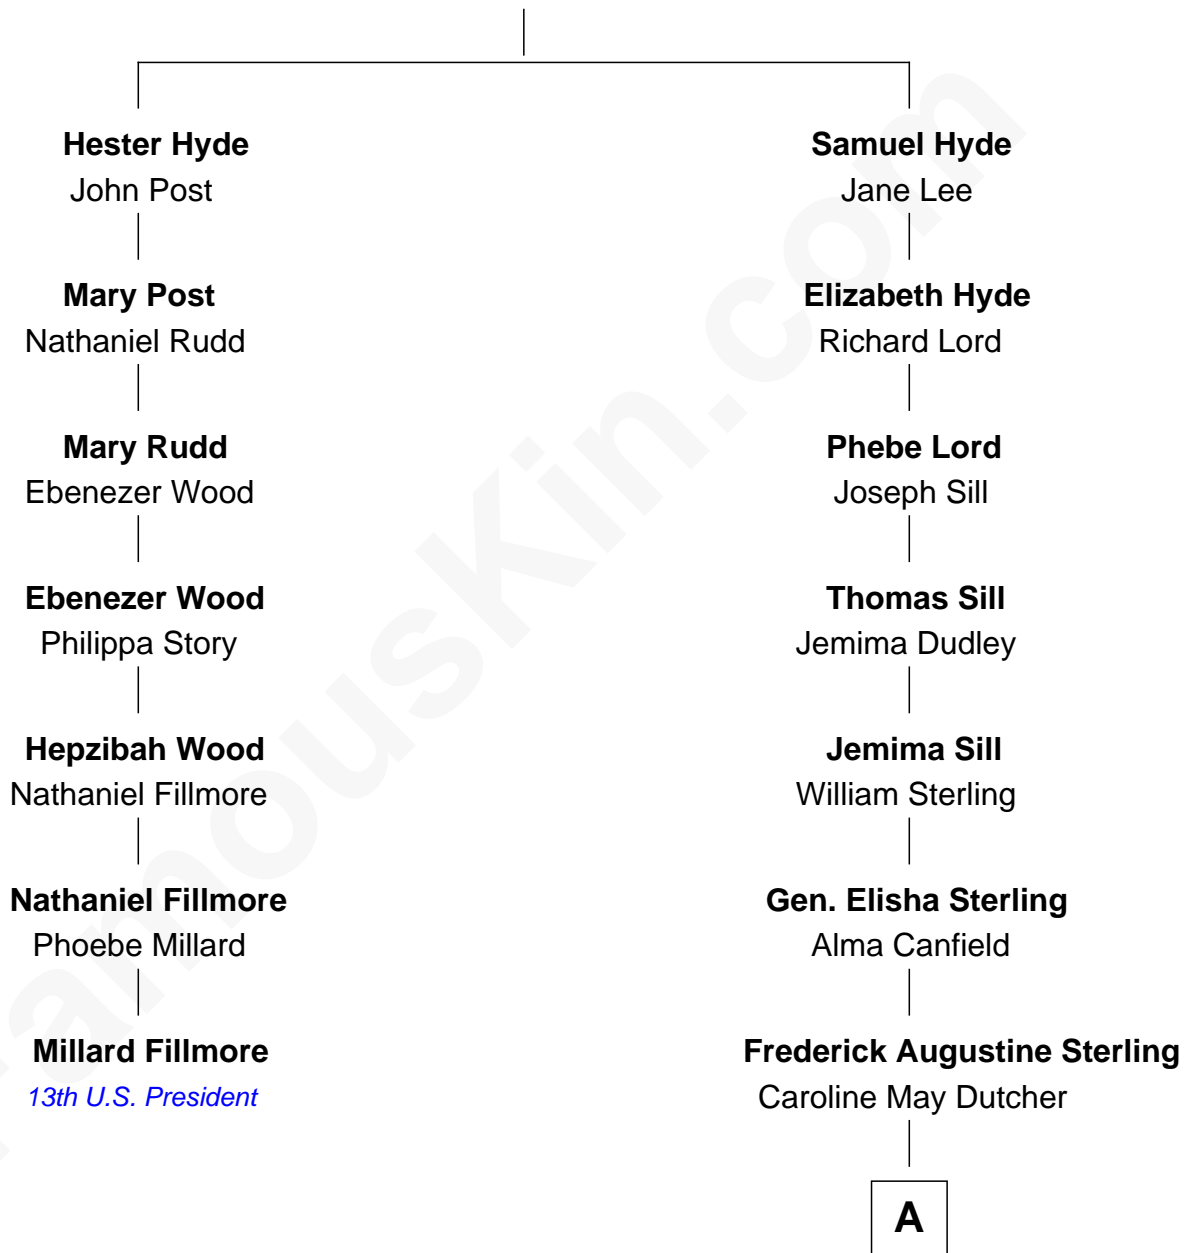 Hester Hyde
John Post
Mary Post
Nathaniel Rudd
Mary Rudd
Ebenezer Wood
Ebenezer Wood
Philippa Story
Hepzibah Wood
Nathaniel Fillmore
Nathaniel Fillmore
Phoebe Millard
Millard Fillmore
13th U.S. President
Samuel Hyde
Jane Lee
Elizabeth Hyde
Richard Lord
Phebe Lord
Joseph Sill
Thomas Sill
Jemima Dudley
Jemima Sill
William Sterling
Gen. Elisha Sterling
Alma Canfield
Frederick Augustine Sterling
Caroline May Dutcher
A
FamousKin.com